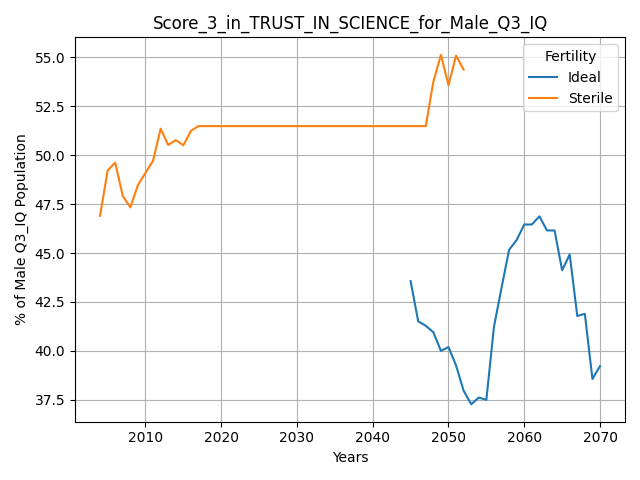 Score_3_in_TRUST_IN_SCIENCE_for_Male_Q3_IQ
Fertility
Ideal
Sterile
% of Male Q3_IQ Population
55.0
52.5
50.0
47.5
45.0
42.5
40.0
37.5
2010 2020 2030 2040 2050 2060 2070
Years